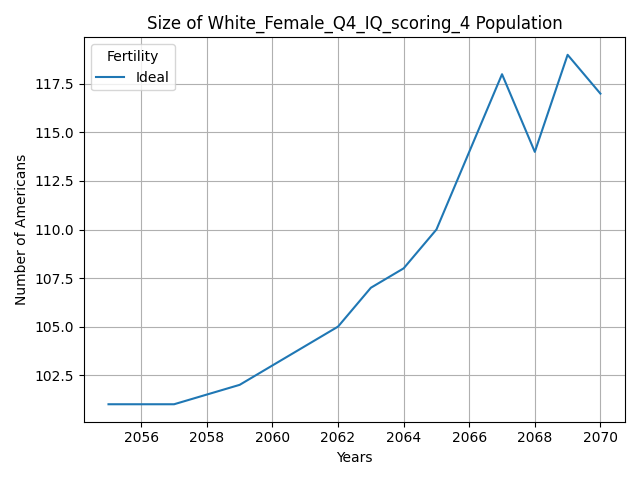 Size of White_Female_Q4_IQ_scoring_4 Population
Fertility
Ideal
117.5
115.0
112.5
110.0
107.5
105.0
102.5
Number of Americans
2056 2058 2060 2062 2064 2066 2068 2070
Years